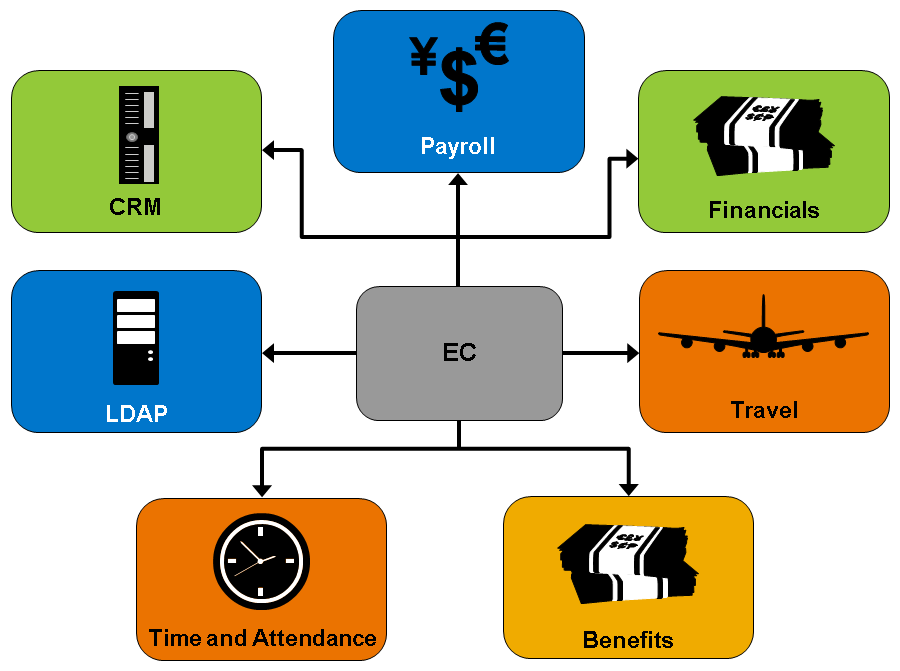 ¥$€
Payroll
CRM
Financials
EC
LDAP
Travel
Time and Attendance
Benefits